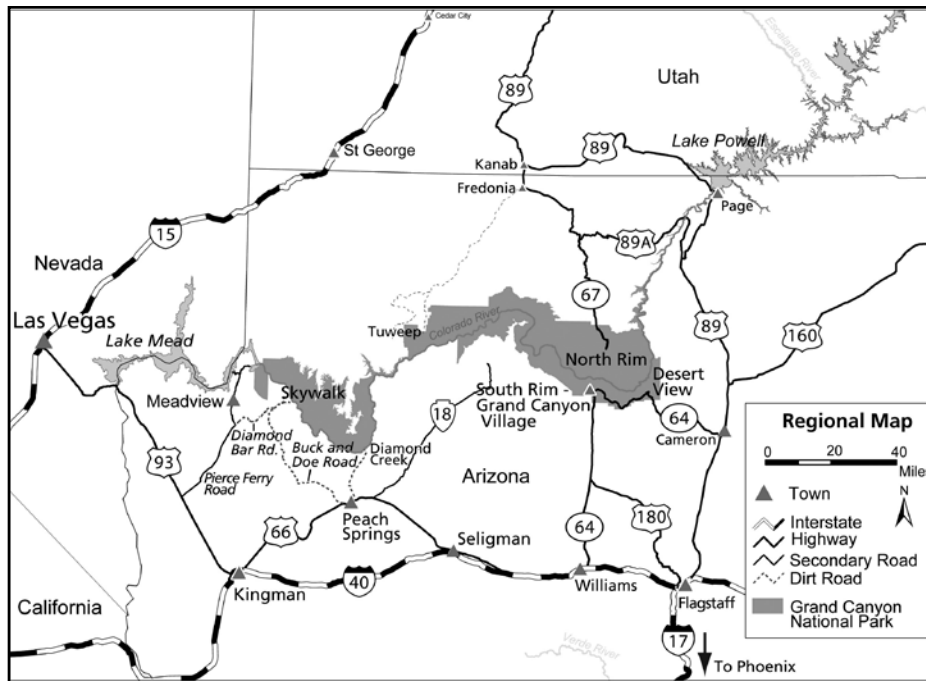 Cedar City
Escalante River
Utah
89
Lake Powell
St George
Kanab
89
Fredonia
Page
15
89A
Nevada
67
Las Vegas
Tuweep
Colorado River
89
160
Lake Mead
North Rim
Desert
View
Skywalk
South Rim -
Grand Canyon
Village
Meadview
18
64
Cameron
Diamond
Bar Rd.
Buck and
Doe Road
Diamond
Creek
93
Pierce Ferry
Road
Arizona
66
Peach
Springs
64
180
Seligman
Kingman
40
Williams
Flagstaff
California
17
Verde River
To Phoenix
Regional Map
0 20 40
Miles
N
Town
Interstate
Highway
Secondary Road
Dirt Road
Grand Canyon
National Park